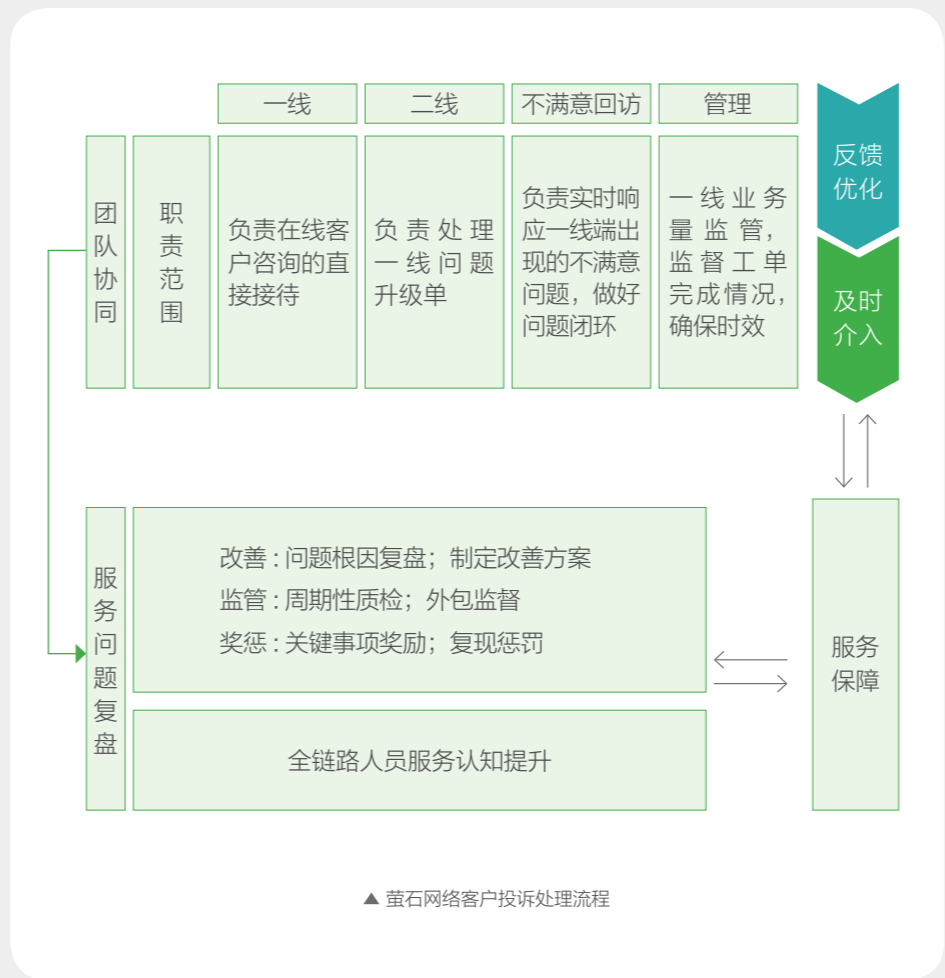 一线
二线
不满意回访
管理
反馈
优化
团队协同
职责范围
负责在线客
户咨询的直
接接待
负责处理
一线问题
升级单
负责实时响
应一线端出
现的不满意
问题，做好
问题闭环
一线业务
量监管，
监督工单
完成情况，
确保时效
及时
介入
服务问题复盘
改善：问题根因复盘；制定改善方案
监管：周期性质检；外包监督
奖惩：关键事项奖励；复现惩罚
全链路人员服务认知提升
服务
保障
▲ 萤石网络客户投诉处理流程